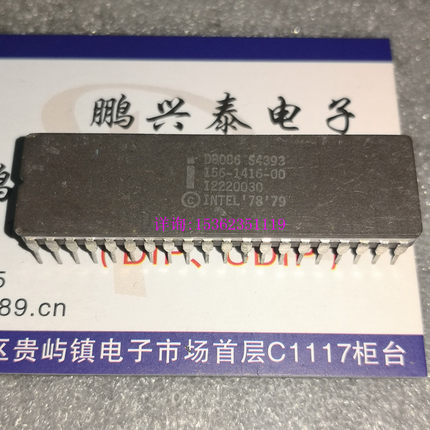 鹏兴泰电子
D8086 S4393
156-1416-00
I2220030
© INTEL '78 '79
5
89.cn
区贵屿镇电子市场首层C1117柜台